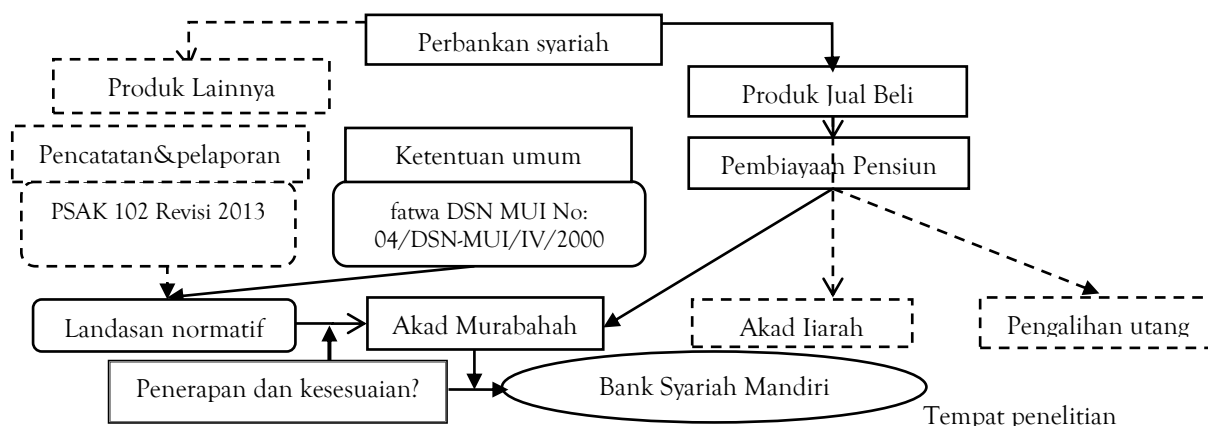 Perbankan syariah
Produk Lainnya
Produk Jual Beli
Pencatatan&pelaporan
Ketentuan umum
Pembiayaan Pensiun
PSAK 102 Revisi 2013
fatwa DSN MUI No:
04/DSN-MUI/IV/2000
Landasan normatif
Akad Murabahah
Akad Ijarah
Pengalihan utang
Penerapan dan kesesuaian?
Bank Syariah Mandiri
Tempat penelitian